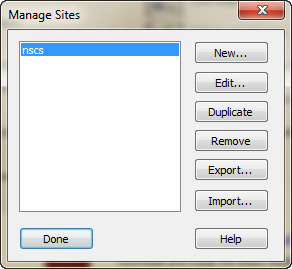 Manage Sites
nscs
New...
Edit...
Duplicate
Remove
Export...
Import...
Done
Help